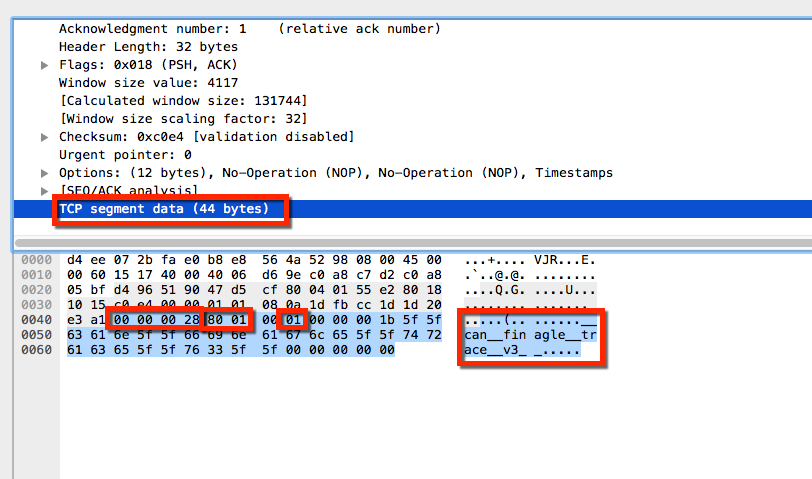 Acknowledgment number: 1    (relative ack number)
Header Length: 32 bytes
Flags: 0x018 (PSH, ACK)
Window size value: 4117
[Calculated window size: 131744]
[Window size scaling factor: 32]
Checksum: 0xc0e4 [validation disabled]
Urgent pointer: 0
Options: (12 bytes), No-Operation (NOP), No-Operation (NOP), Timestamps
[SEQ/ACK analysis]
TCP segment data (44 bytes)
0000  d4 ee 07 2b fa e0 b8 e8  56 4a 52 98 08 00 45 00   ...+.... VJR...E.
0010  00 60 15 17 40 00 40 06  d6 9e c0 a8 c7 d2 c0 a8   .`..@.@. ........
0020  05 bf d4 96 51 90 47 d5  cf 80 04 01 55 e2 80 18   ....Q.G. ....U...
0030  10 15 c0 e4 00 00 01 01  08 0a 1d fb cc 1d 1d 20   ........ .......
0040  e3 a1 00 00 00 28 80 01  00 01 00 00 00 1b 5f 5f   .....(.. ......__
0050  63 61 6e 5f 5f 66 69 6e  61 67 6c 65 5f 5f 74 72   can__fin agle__tr
0060  61 63 65 5f 5f 76 33 5f  5f 00 00 00 00 00   ace__v3_ _.....